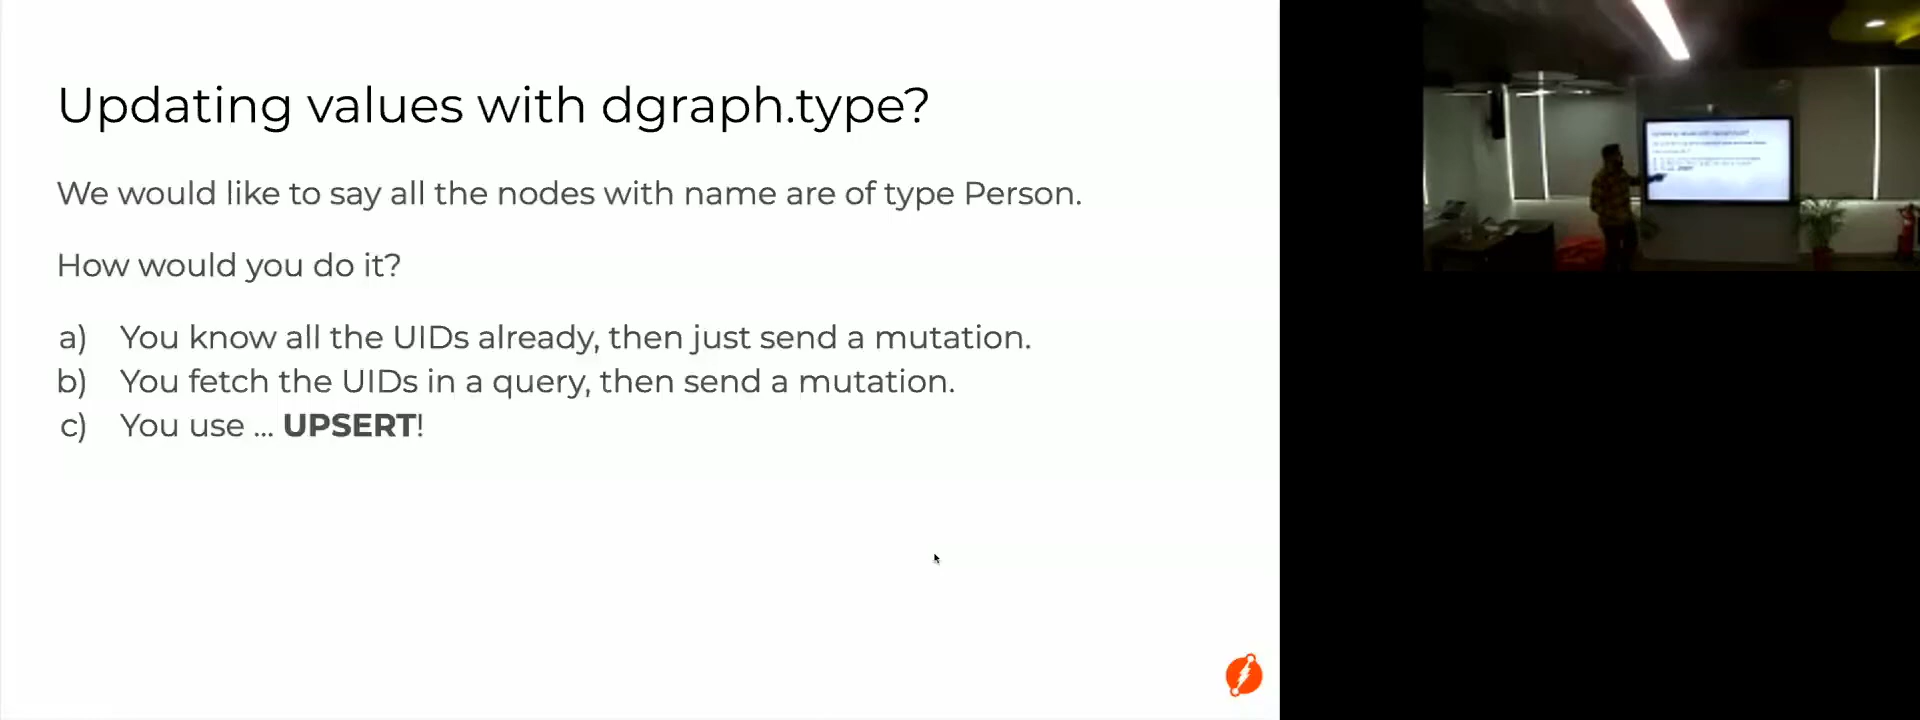 Updating values with dgraph.type?
We would like to say all the nodes with name are of type Person.
How would you do it?
a) You know all the UIDs already, then just send a mutation.
b) You fetch the UIDs in a query, then send a mutation.
c) You use ... UPSERT!